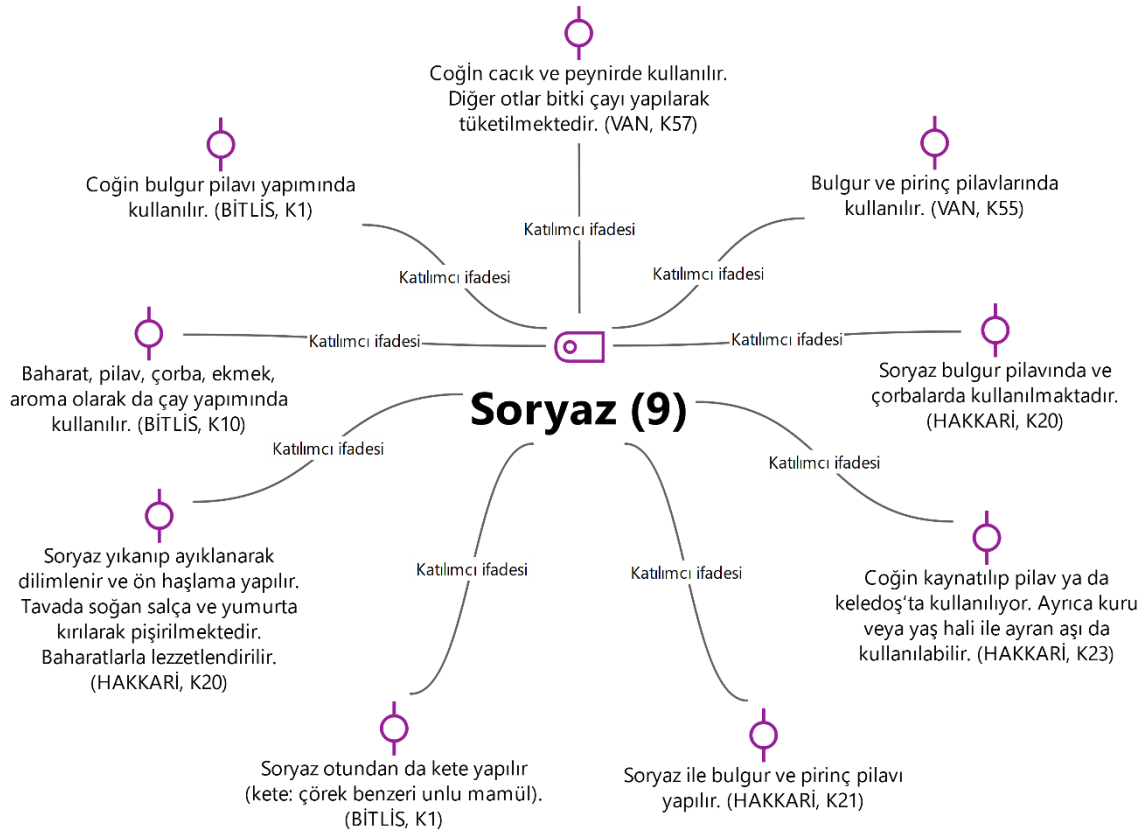 Coğİn cacık ve peynirde kullanılır.
Diğer otlar bitki çayı yapılarak
tüketilmektedir. (VAN, K57)
Coğin bulgur pilavı yapımında
kullanılır. (BİTLİS, K1)
Bulgur ve pirinç pilavlarında
kullanılır. (VAN, K55)
Katılımcı ifadesi
Katılımcı ifadesi
Katılımcı ifadesi
Katılımcı ifadesi
Katılımcı ifadesi
Baharat, pilav, çorba, ekmek,
aroma olarak da çay yapımında
kullanılır. (BİTLİS, K10)
Soryaz bulgur pilavında ve
çorbalarda kullanılmaktadır.
(HAKKARİ, K20)
Soryaz (9)
Katılımcı ifadesi
Katılımcı ifadesi
Katılımcı ifadesi
Katılımcı ifadesi
Soryaz yıkanıp ayıklanarak
dilimlenir ve ön haşlama yapılır.
Tavada soğan salça ve yumurta
kırılarak pişirilmektedir.
Baharatlarla lezzetlendirilir.
(HAKKARİ, K20)
Coğin kaynatılıp pilav ya da
keledoş‘ta kullanılıyor. Ayrıca kuru
veya yaş hali ile ayran aşı da
kullanılabilir. (HAKKARİ, K23)
Soryaz otundan da kete yapılır
(kete: çörek benzeri unlu mamül).
(BİTLİS, K1)
Soryaz ile bulgur ve pirinç pilavı
yapılır. (HAKKARİ, K21)